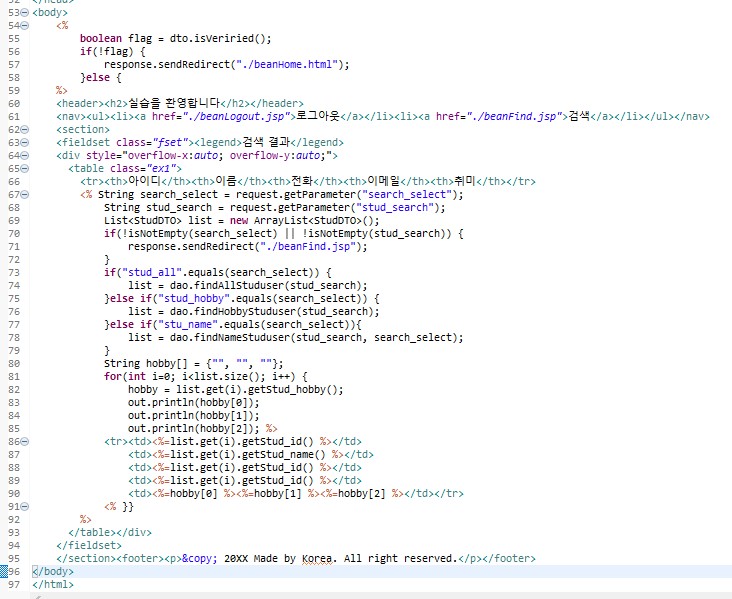 52 </head>
53 <body>
54 <%
55 boolean flag = dto.isVeriried();
56 if(!flag) {
57 response.sendRedirect("./beanHome.html");
58 }else {
59 %>
60 <header><h2>실습을 환영합니다</h2></header>
61 <nav><ul><li><a href="./beanLogout.jsp">로그아웃</a></li><li><a href="./beanFind.jsp">검색</a></li></ul></nav>
62 <section>
63 <fieldset class="fset"><legend>검색 결과</legend>
64 <div style="overflow-x:auto; overflow-y:auto;">
65 <table class="ex1">
66 <tr><th>아이디</th><th>이름</th><th>전화</th><th>이메일</th><th>취미</th></tr>
67 <% String search_select = request.getParameter("search_select");
68 String stud_search = request.getParameter("stud_search");
69 List<StudDTO> list = new ArrayList<StudDTO>();
70 if(!isNotEmpty(search_select) || !isNotEmpty(stud_search)) {
71 response.sendRedirect("./beanFind.jsp");
72 }
73 if("stud_all".equals(search_select)) {
74 list = dao.findAllStuduser(stud_search);
75 }else if("stud_hobby".equals(search_select)) {
76 list = dao.findHobbyStuduser(stud_search);
77 }else if("stu_name".equals(search_select)){
78 list = dao.findNameStuduser(stud_search, search_select);
79 }
80 String hobby[] = {"", "", ""};
81 for(int i=0; i<list.size(); i++) {
82 hobby = list.get(i).getStud_hobby();
83 out.println(hobby[0]);
84 out.println(hobby[1]);
85 out.println(hobby[2]); %>
86 <tr><td><%=list.get(i).getStud_id() %></td>
87 <td><%=list.get(i).getStud_name() %></td>
88 <td><%=list.get(i).getStud_id() %></td>
89 <td><%=list.get(i).getStud_id() %></td>
90 <td><%=hobby[0] %><%=hobby[1] %><%=hobby[2] %></td></tr>
91 <% }}
92 %>
93 </table></div>
94 </fieldset>
95 </section><footer><p>&copy; 20XX Made by Korea. All right reserved.</p></footer>
96 </body>
97 </html>